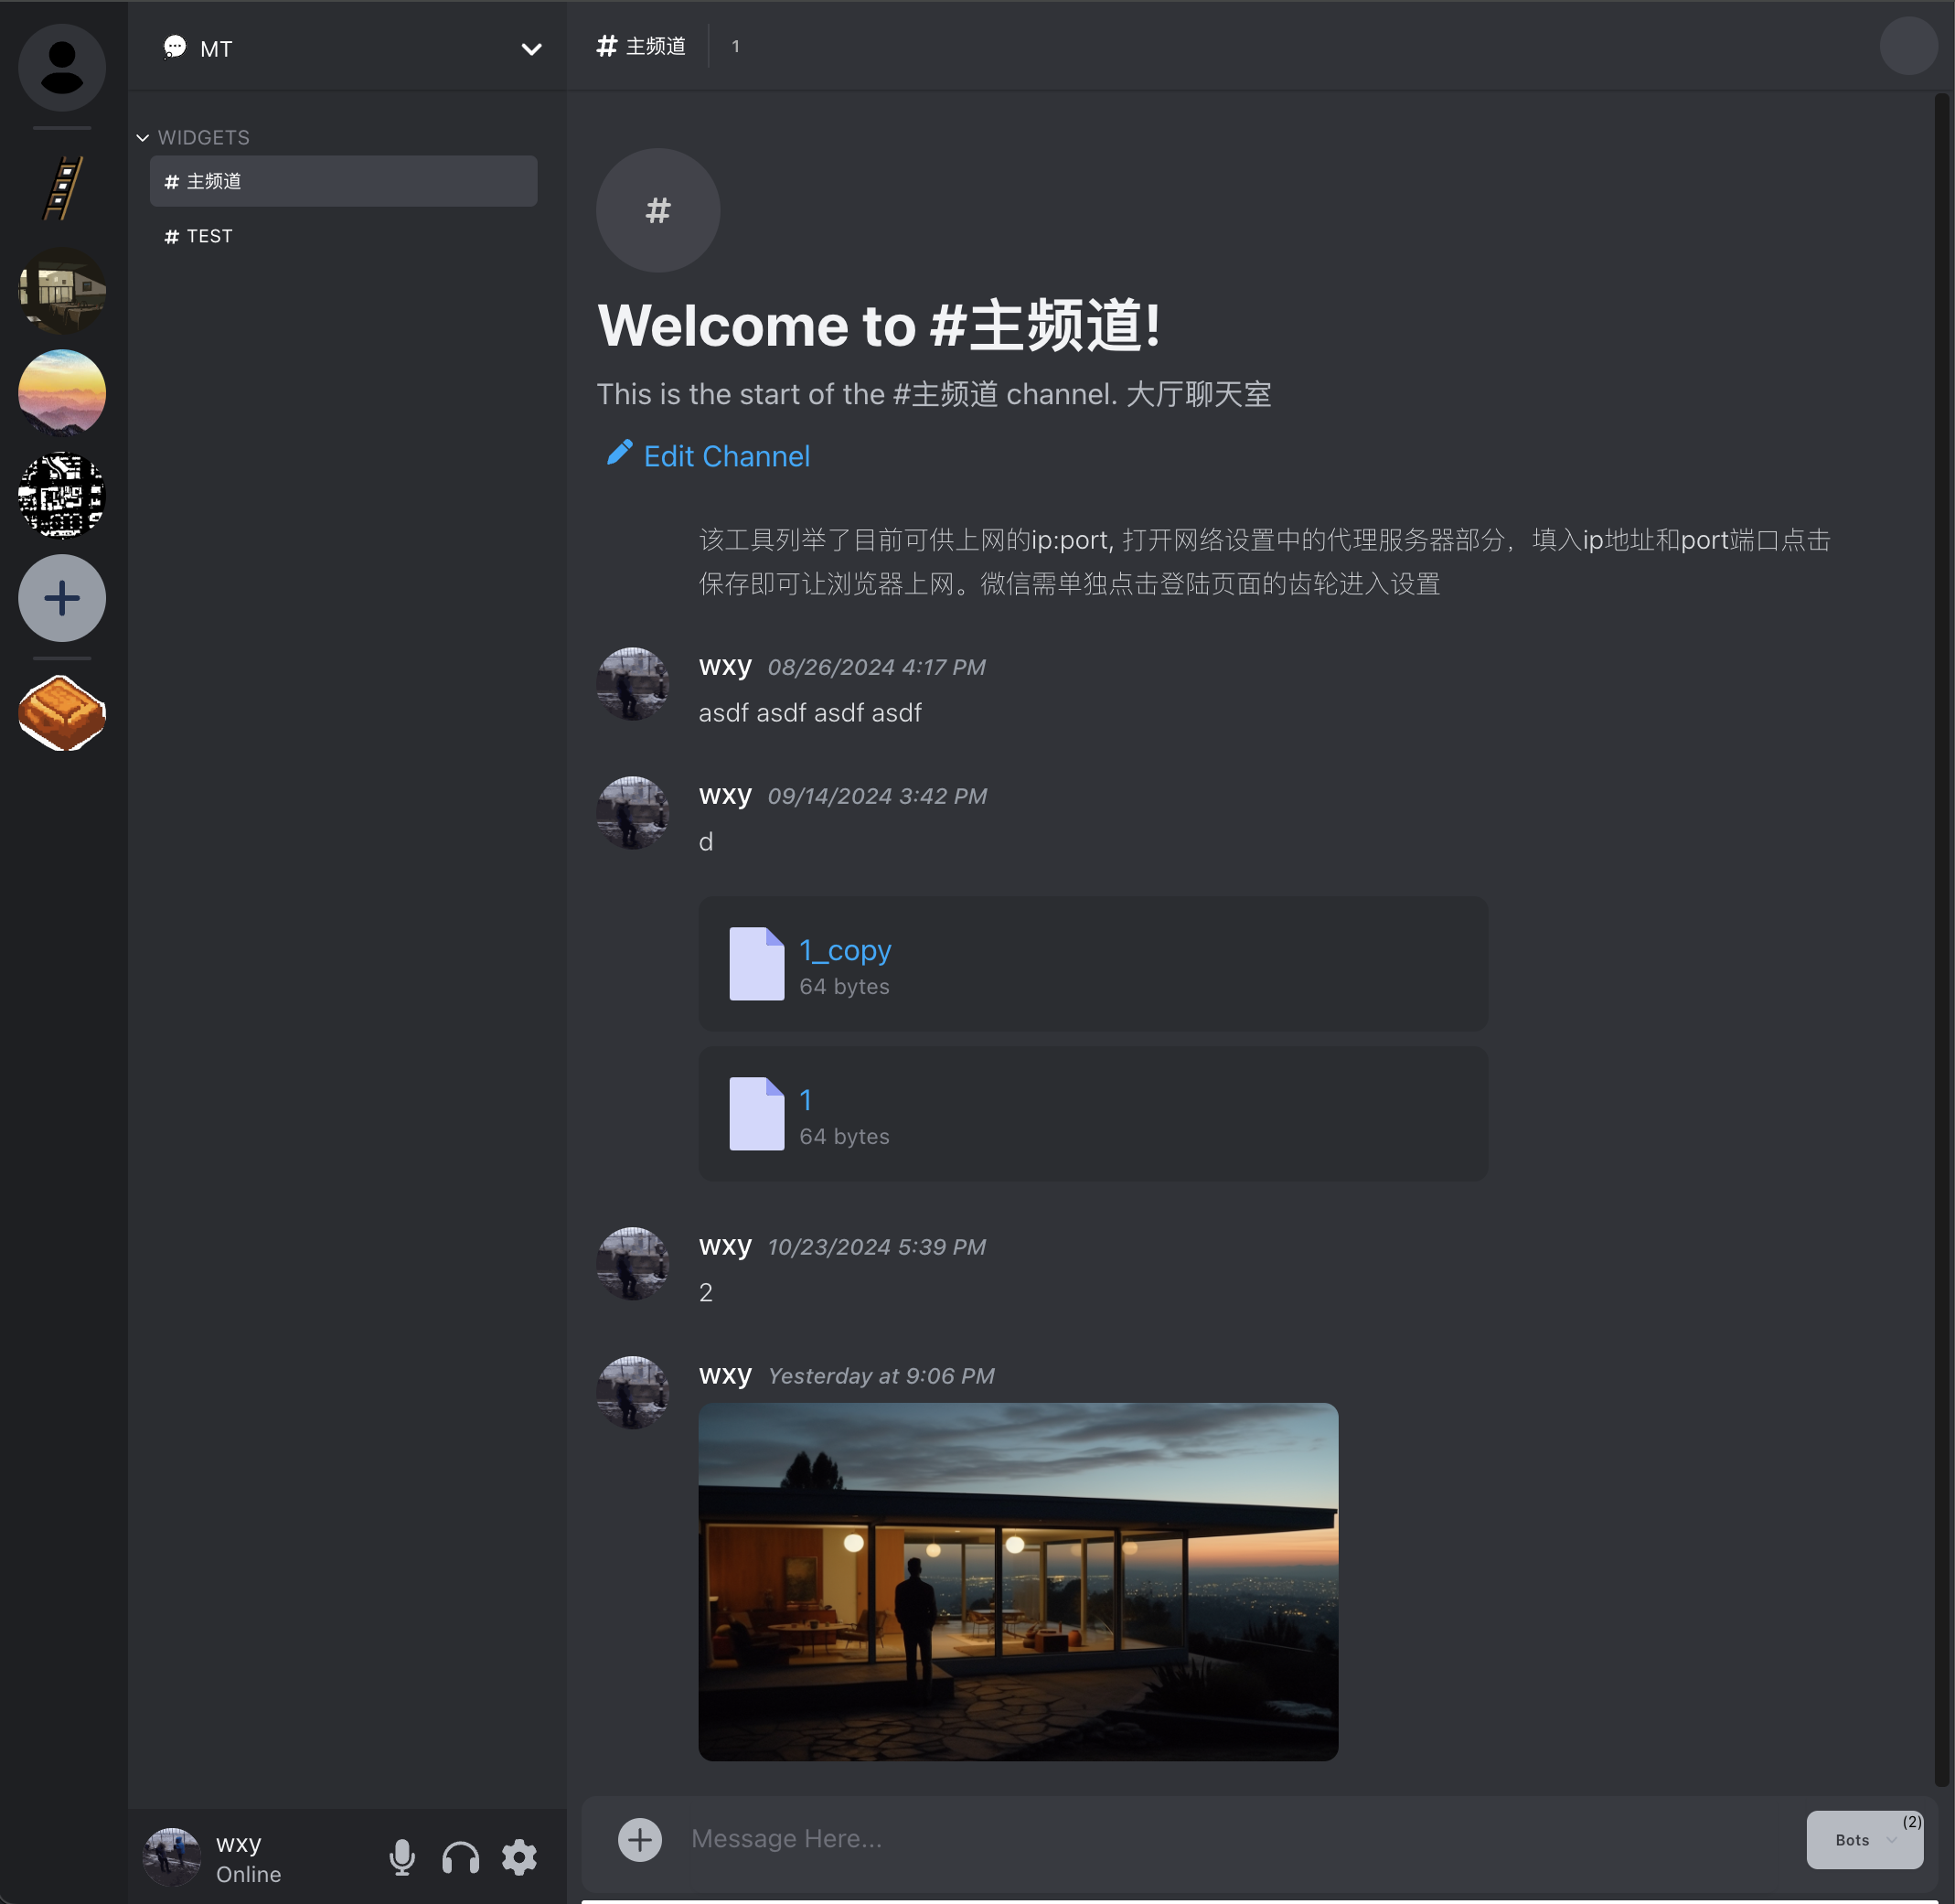 MT
WIDGETS
# 主频道
# TEST
# 主频道
1
#
Welcome to #主频道!
This is the start of the #主频道 channel. 大厅聊天室
Edit Channel
该工具列举了目前可供上网的ip:port, 打开网络设置中的代理服务器部分，填入ip地址和port端口点击
保存即可让浏览器上网。微信需单独点击登陆页面的齿轮进入设置
wxy 08/26/2024 4:17 PM
asdf asdf asdf asdf
wxy 09/14/2024 3:42 PM
d
1_copy
64 bytes
1
64 bytes
wxy 10/23/2024 5:39 PM
2
wxy Yesterday at 9:06 PM
wxy
Online
Message Here...
Bots
(2)